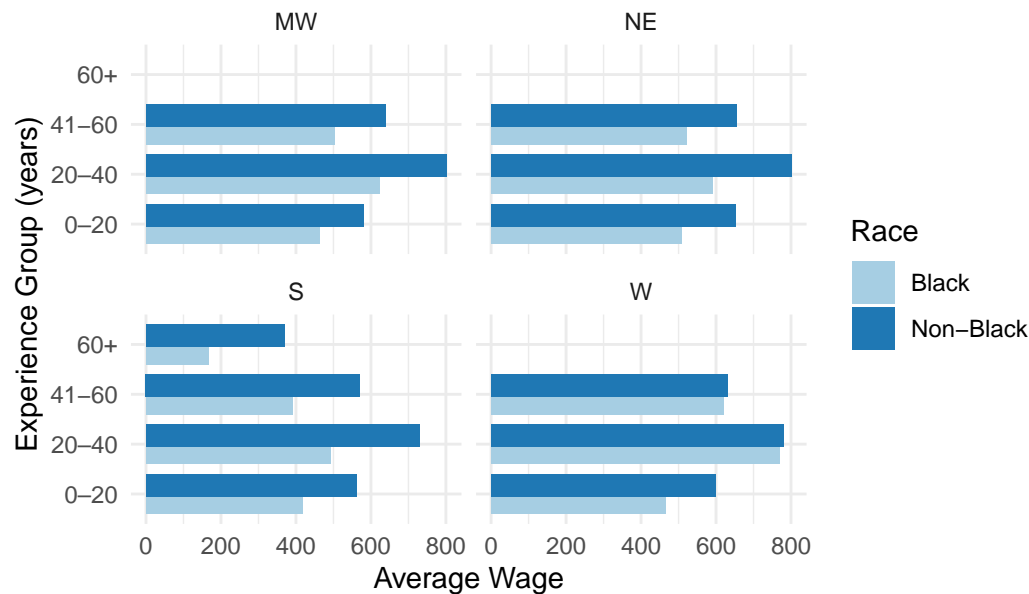 MW
NE
60+
41−60
20−40
0−20
S
W
60+
41−60
20−40
0−20
0 200 400 600 800
0 200 400 600 800
Average Wage
Experience Group (years)
Race
Black
Non−Black